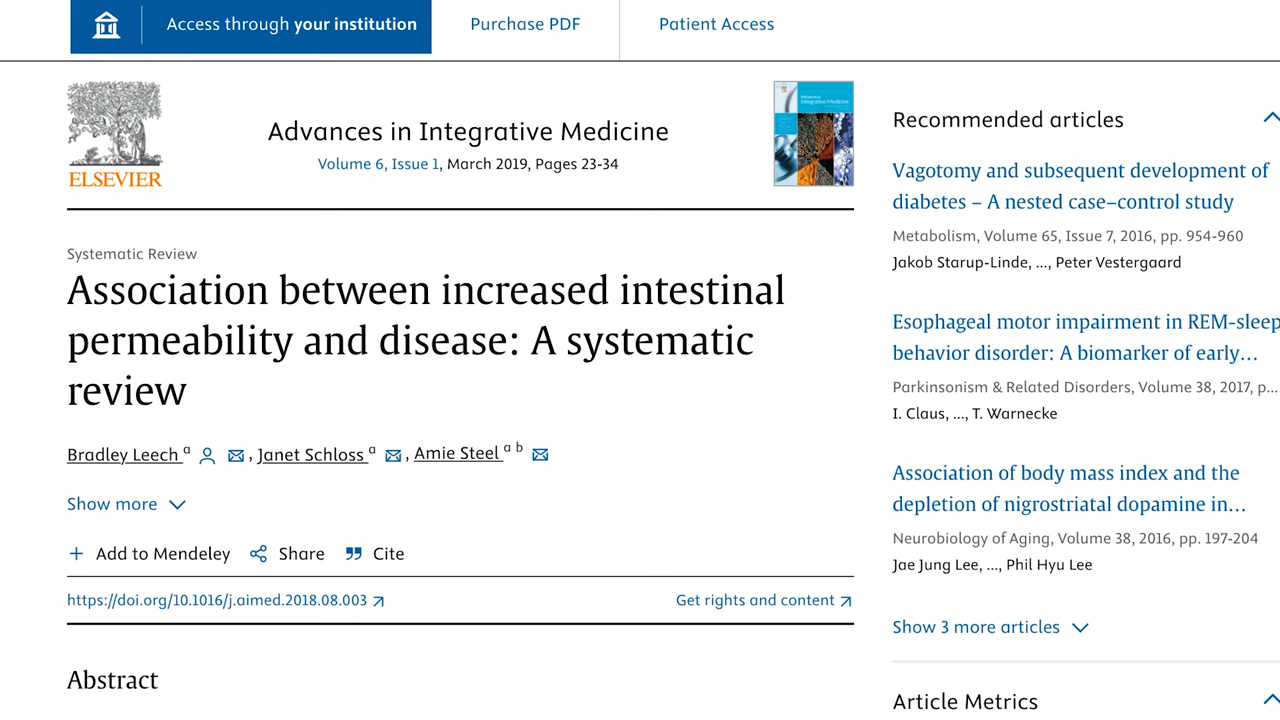 Access through your institution
Purchase PDF
Patient Access
ELSEVIER
Advances in Integrative Medicine
Volume 6, Issue 1, March 2019, Pages 23-34
Systematic Review
Association between increased intestinal
permeability and disease: A systematic
review
Bradley Leech a , Janet Schloss a , Amie Steel a b
Show more
+ Add to Mendeley Share Cite
https://doi.org/10.1016/j.aimed.2018.08.003
Get rights and content
Abstract
Recommended articles
Vagotomy and subsequent development of
diabetes – A nested case–control study
Metabolism, Volume 65, Issue 7, 2016, pp. 954-960
Jakob Starup-Linde, ..., Peter Vestergaard
Esophageal motor impairment in REM-sleep
behavior disorder: A biomarker of early…
Parkinsonism & Related Disorders, Volume 38, 2017, p...
I. Claus, ..., T. Warnecke
Association of body mass index and the
depletion of nigrostriatal dopamine in…
Neurobiology of Aging, Volume 38, 2016, pp. 197-204
Jae Jung Lee, ..., Phil Hyu Lee
Show 3 more articles
Article Metrics